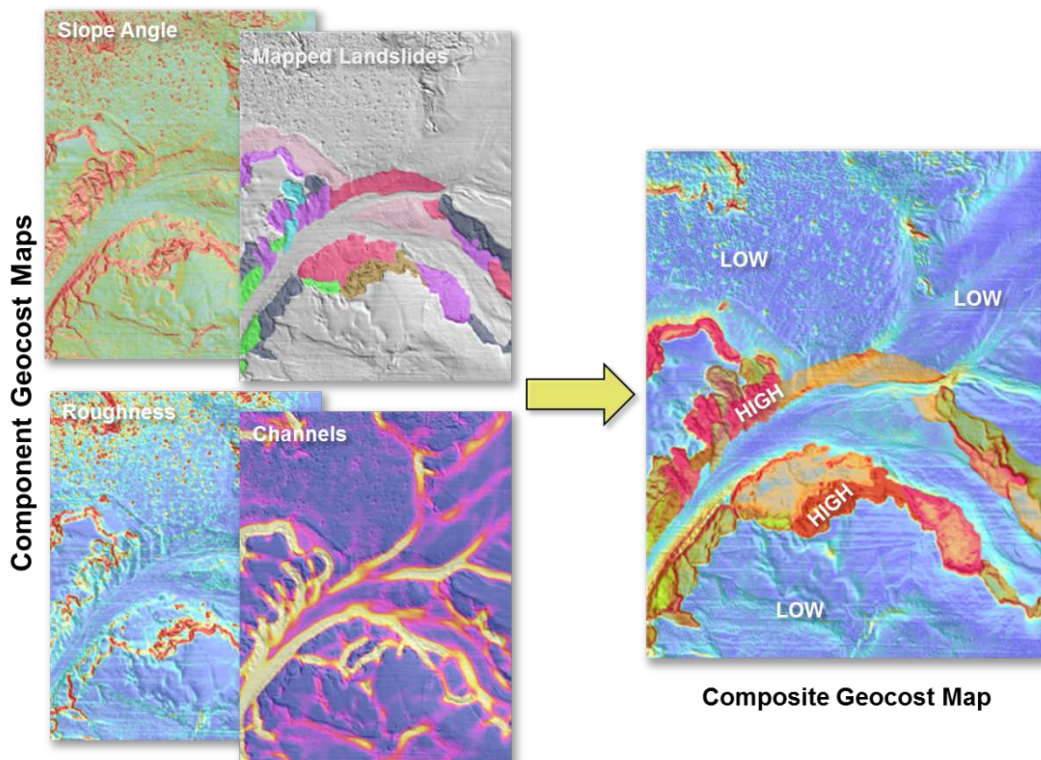 Slope Angle
Mapped Landslides
Component Geocost Maps
Roughness
Channels
LOW
LOW
HIGH
HIGH
LOW
Composite Geocost Map